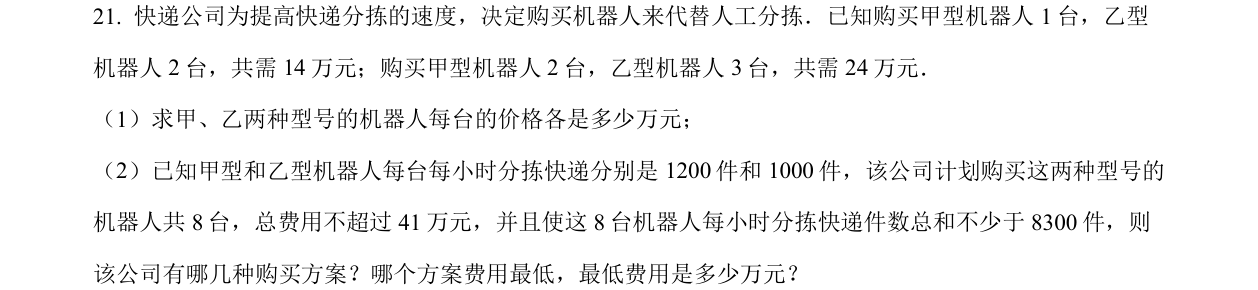 21. 快递公司为提高快递分拣的速度，决定购买机器人来代替人工分拣．已知购买甲型机器人 1 台，乙型
机器人 2 台，共需 14 万元；购买甲型机器人 2 台，乙型机器人 3 台，共需 24 万元．
（1）求甲、乙两种型号的机器人每台的价格各是多少万元；
（2）已知甲型和乙型机器人每台每小时分拣快递分别是 1200 件和 1000 件，该公司计划购买这两种型号的
机器人共 8 台，总费用不超过 41 万元，并且使这 8 台机器人每小时分拣快递件数总和不少于 8300 件，则
该公司有哪几种购买方案？哪个方案费用最低，最低费用是多少万元？